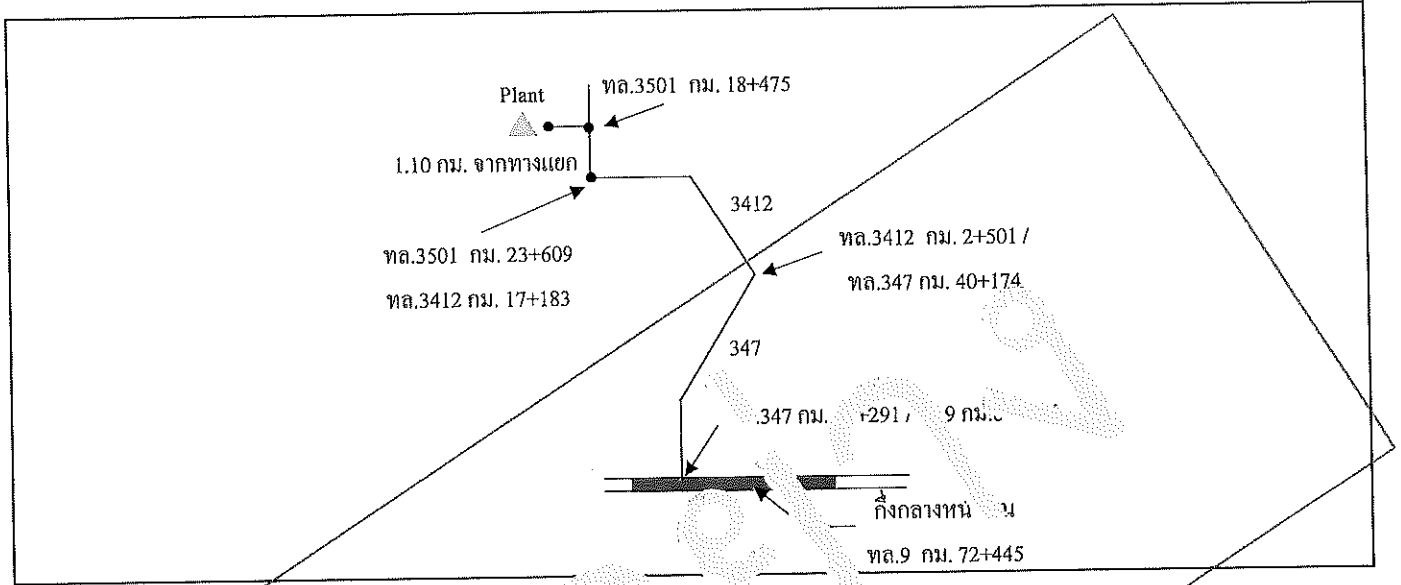 Plant
ทล.3501 กม. 18+475
1.10 กม. จากทางแยก
3412
ทล.3501 กม. 23+609
ทล.3412 กม. 17+183
ทล.3412 กม. 2+501 /
ทล.347 กม. 40+174
347
.347 กม. +291 / 9 กม.
กึ่งกลาง
ทล.9 กม. 72+445